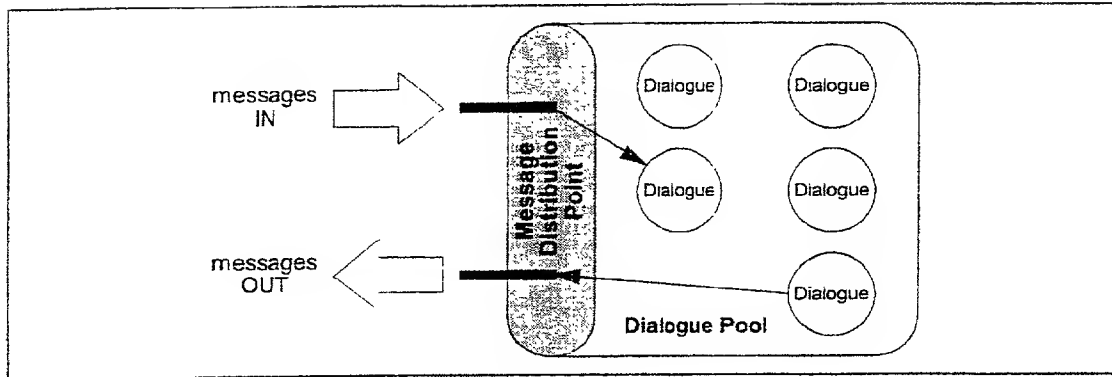 messages
IN
messages
OUT
Message
Distribution
Point
Dialogue
Dialogue
Dialogue
Dialogue
Dialogue
Dialogue Pool